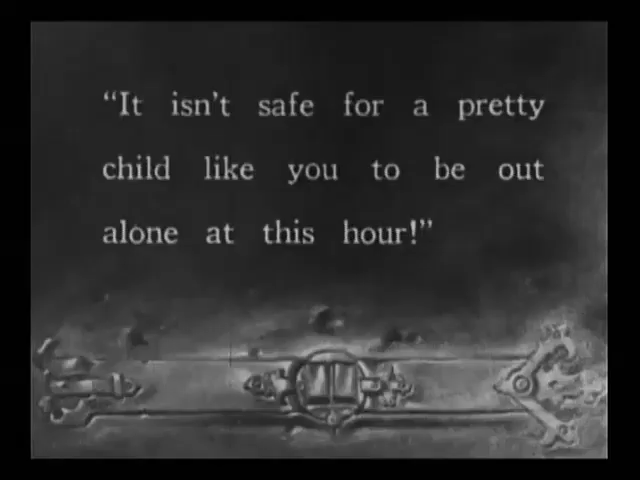 “It isn't safe for a pretty
child like you to be out
alone at this hour!”